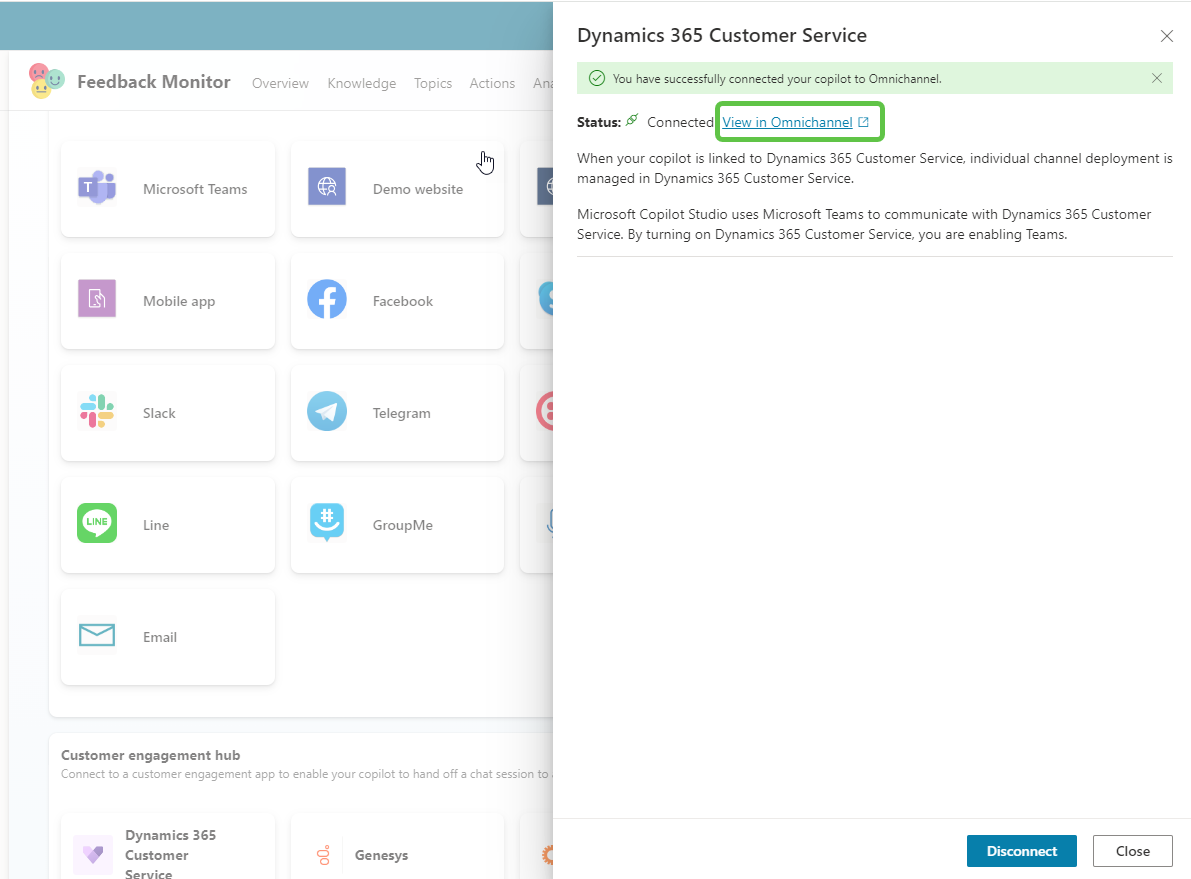 Feedback Monitor
Overview Knowledge Topics Actions
T
Microsoft Teams
Demo website
Mobile app
Facebook
Slack
Telegram
LINE
Line
#
GroupMe
Email
Customer engagement hub
Connect to a customer engagement app to enable your copilot to hand off a chat session to
Dynamics 365
Customer
Service
Genesys
Dynamics 365 Customer Service
You have successfully connected your copilot to Omnichannel.
Status: Connected View in Omnichannel
When your copilot is linked to Dynamics 365 Customer Service, individual channel deployment is
managed in Dynamics 365 Customer Service.
Microsoft Copilot Studio uses Microsoft Teams to communicate with Dynamics 365 Customer
Service. By turning on Dynamics 365 Customer Service, you are enabling Teams.
Disconnect Close